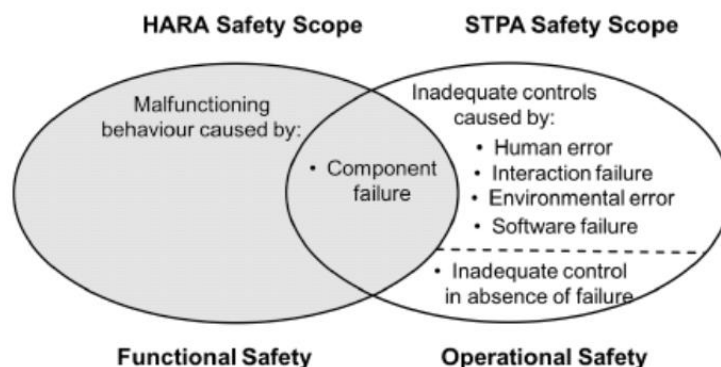 HARA Safety Scope
STPA Safety Scope
Malfunctioning
behaviour caused by:
• Component
failure
Inadequate controls
caused by:
• Human error
• Interaction failure
• Environmental error
• Software failure
• Inadequate control
in absence of failure
Functional Safety
Operational Safety